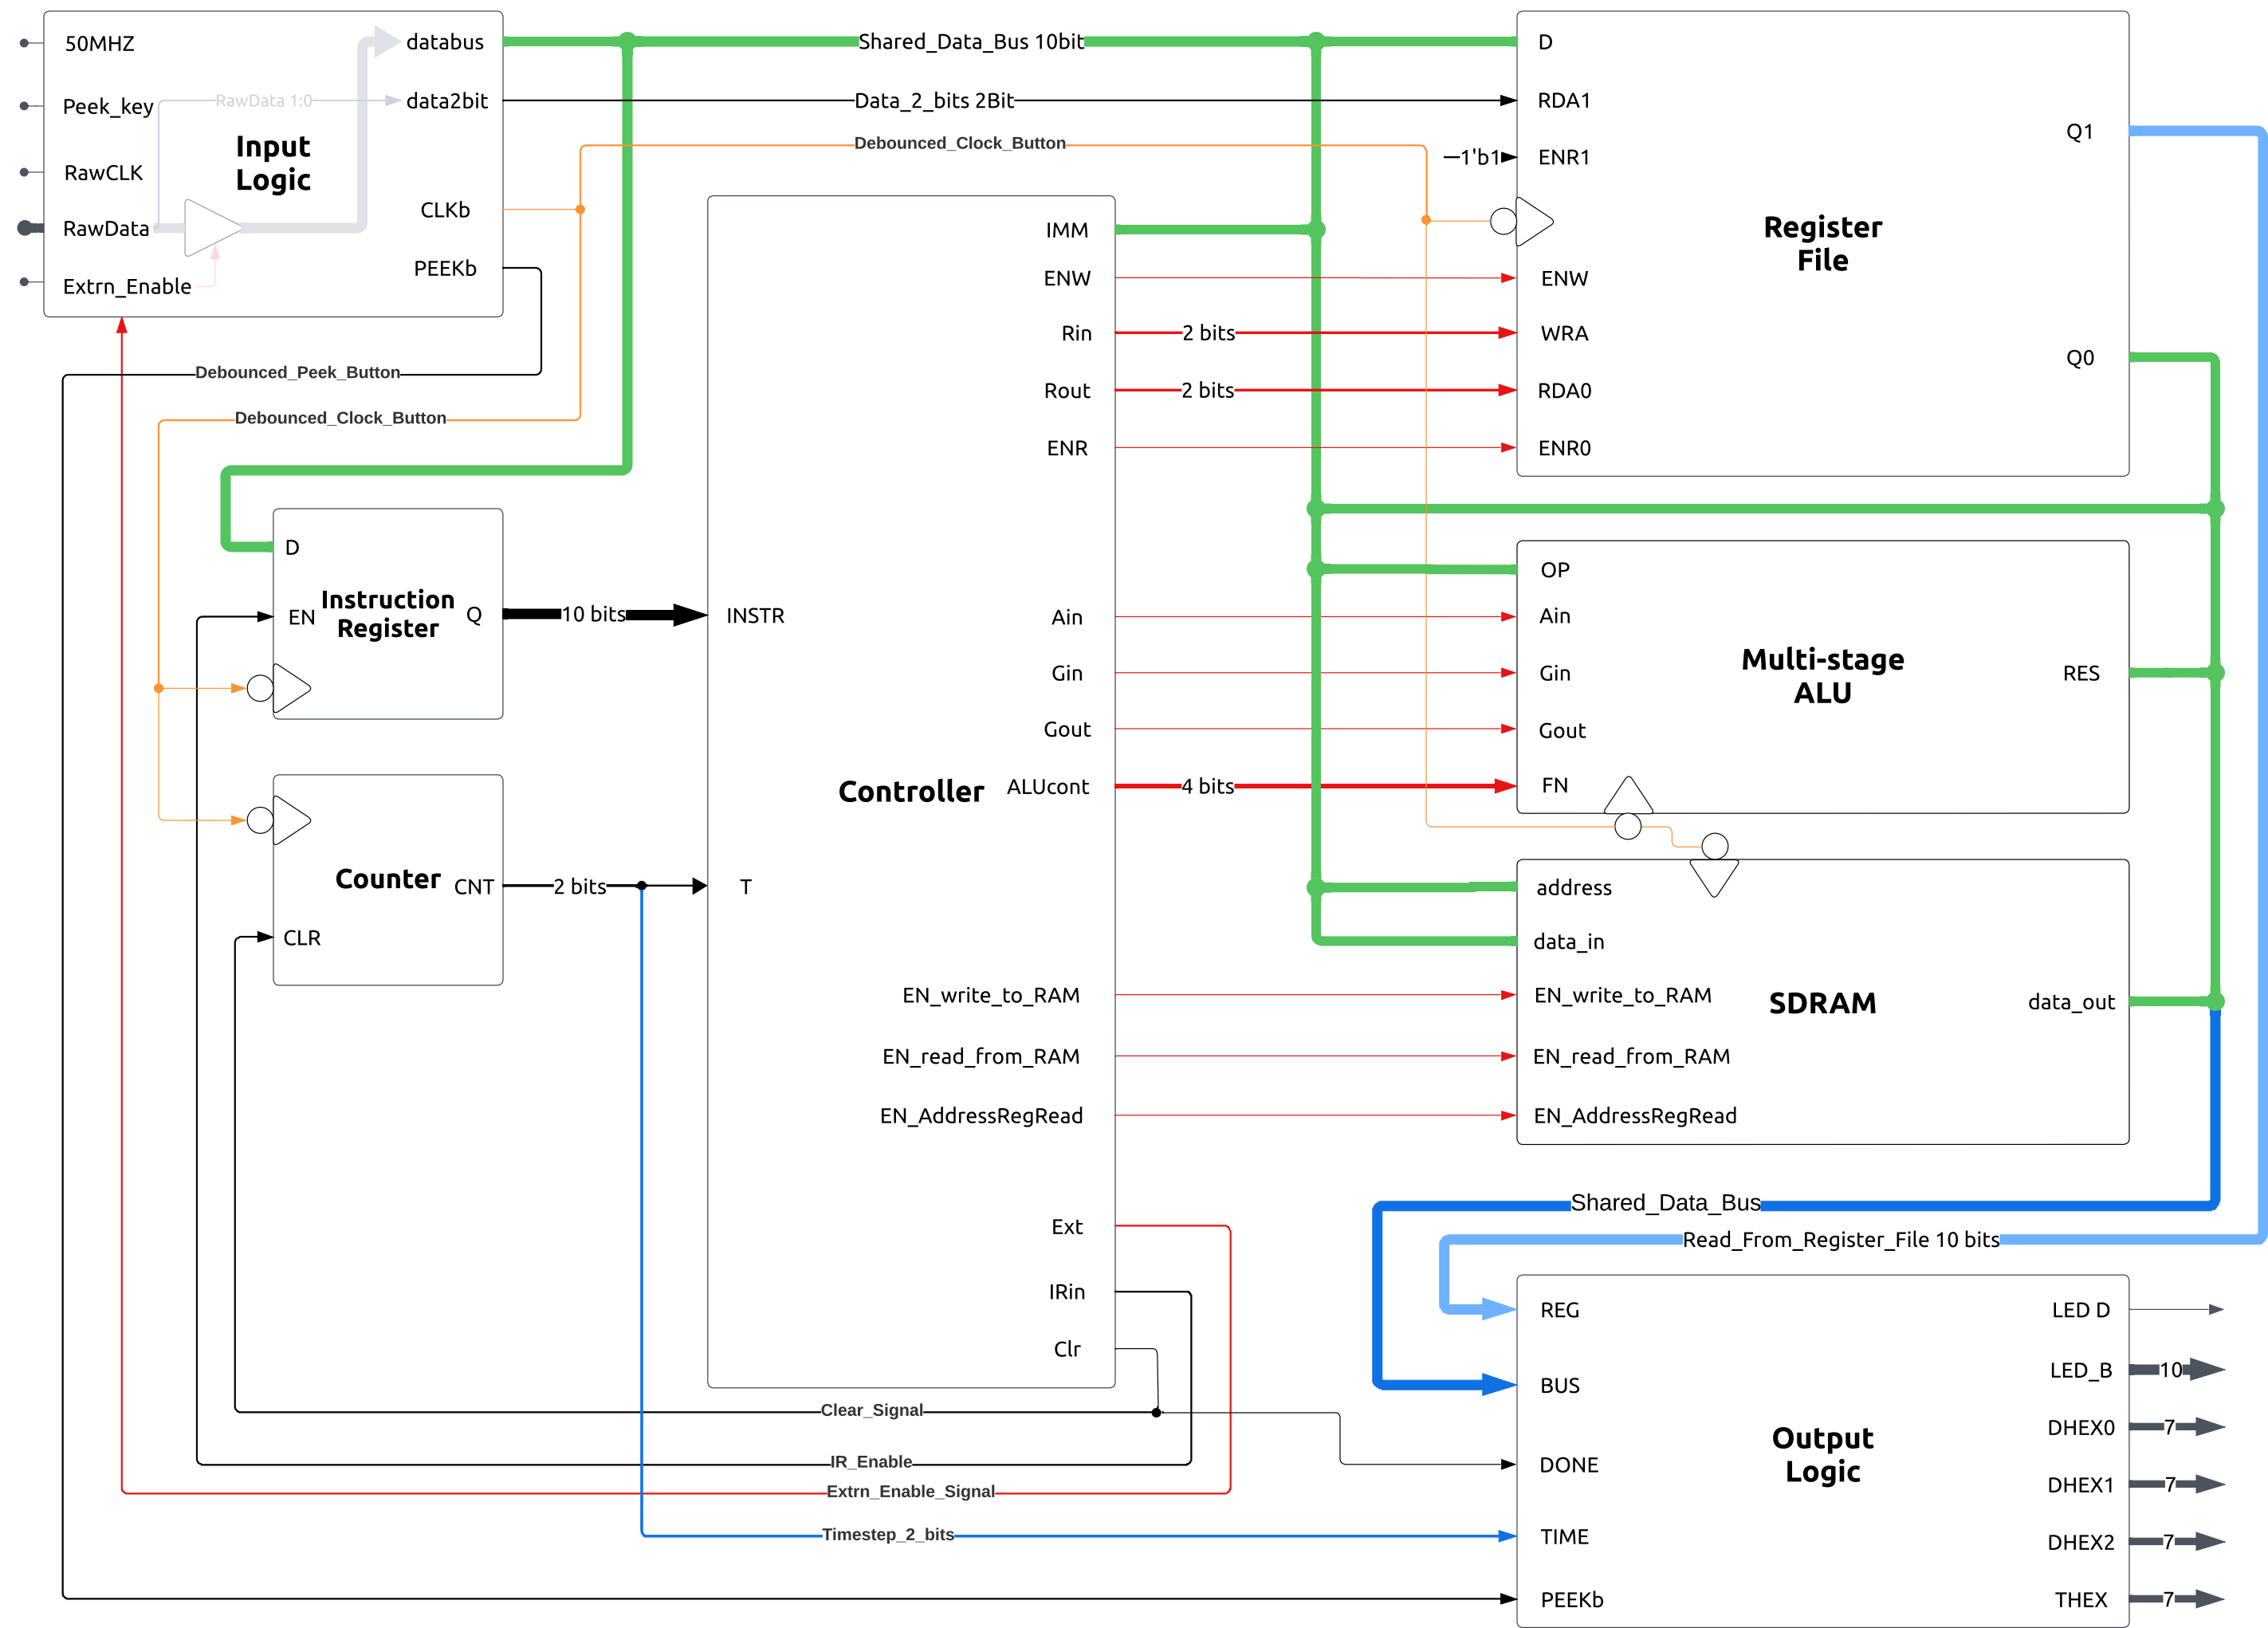 50MHZ
Peek_key
RawCLK
RawData
Extrn_Enable
RawData 1:0
Input
Logic
databus
data2bit
CLKb
PEEKb
Shared_Data_Bus 10bit
Data_2_bits 2Bit
Debounced_Clock_Button
1'b1
D
RDA1
ENR1
ENW
WRA
RDA0
ENR0
Register
File
Q1
Q0
Debounced_Peek_Button
Debounced_Clock_Button
D
EN
Instruction
Register
Q
10 bits
Counter
CNT
CLR
2 bits
INSTR
T
Controller
IMM
ENW
Rin
2 bits
Rout
2 bits
ENR
Ain
Gin
Gout
ALUcont
4 bits
EN_write_to_RAM
EN_read_from_RAM
EN_AddressRegRead
Ext
IRin
Clr
OP
Ain
Gin
Gout
FN
Multi-stage
ALU
RES
address
data_in
EN_write_to_RAM
EN_read_from_RAM
EN_AddressRegRead
SDRAM
data_out
Shared_Data_Bus
Read_From_Register_File 10 bits
Clear_Signal
IR_Enable
Extrn_Enable_Signal
Timestep_2_bits
REG
BUS
DONE
TIME
PEEKb
Output
Logic
LED D
LED_B
10
DHEX0
7
DHEX1
7
DHEX2
7
THEX
7